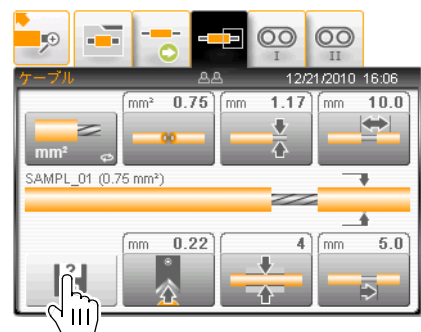 I II
ケーブル 12/21/2010 16:06
mm² mm² 0.75 mm 1.17 mm 10.0
SAMPL_01 (0.75 mm²)
? mm 0.22 4 mm 5.0